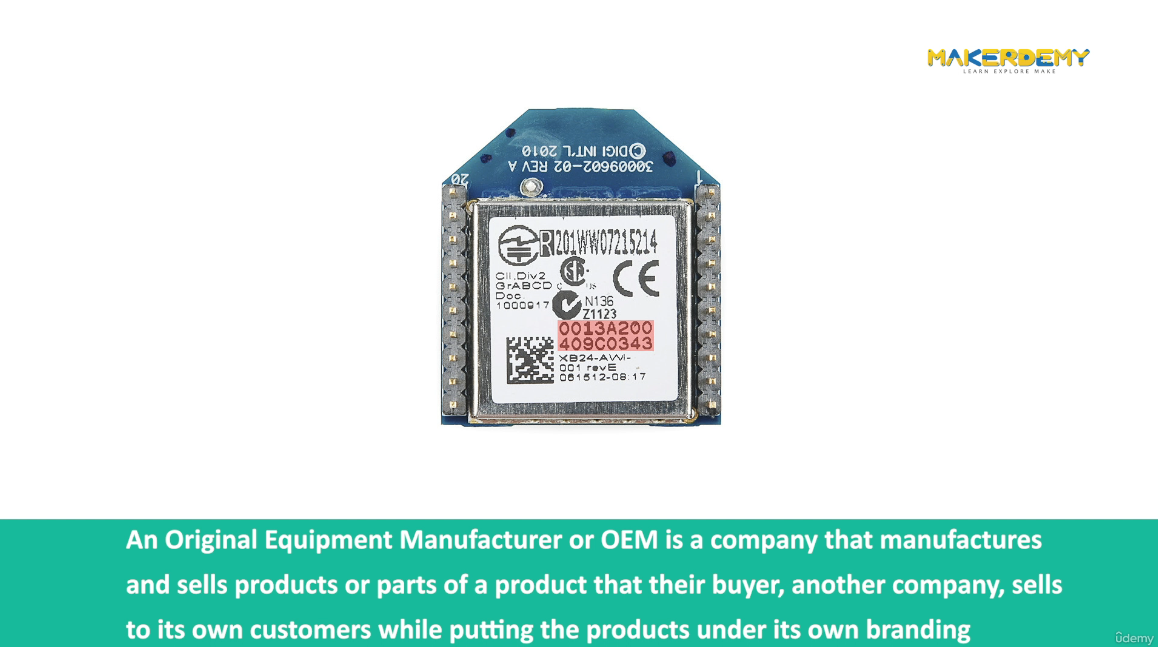 MAKERDEMY
LEARN EXPLORE MAKE
©DIGI INT'L 2010
30009602-02 REV A
20
1
R 201WW07215214
CII.Div2
GrABCD
Doc.
1000917
C US
CE
N136
Z1123
0013A200
409C0343
XB24-AWI-
001 revE
061512-08:17
An Original Equipment Manufacturer or OEM is a company that manufactures
and sells products or parts of a product that their buyer, another company, sells
to its own customers while putting the products under its own branding
udemy